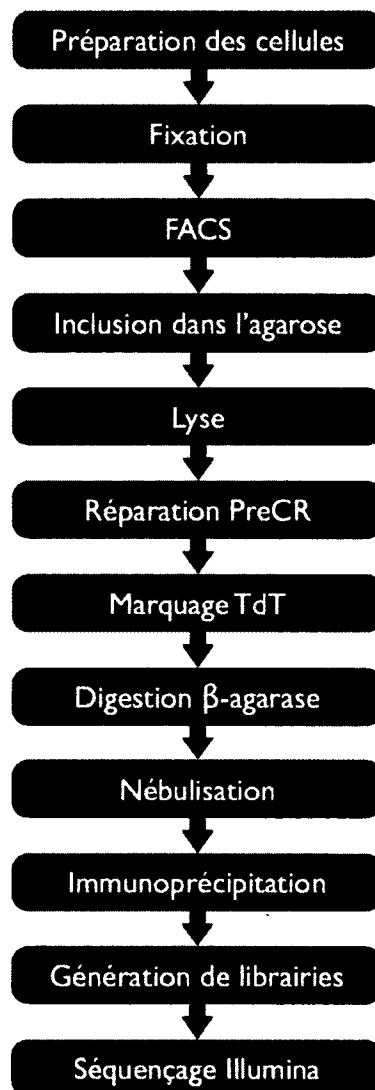 Préparation des cellules
Fixation
FACS
Inclusion dans l'agarose
Lyse
Réparation PreCR
Marquage TdT
Digestion β-agarase
Nébulisation
Immunoprécipitation
Génération de librairies
Séquençage Illumina